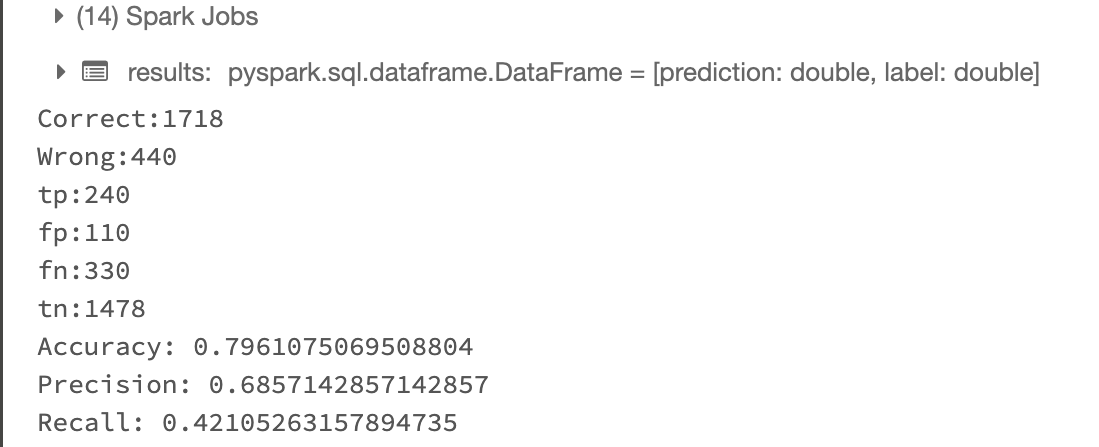 (14) Spark Jobs
results: pyspark.sql.dataframe.DataFrame = [prediction: double, label: double]
Correct:1718
Wrong:440
tp:240
fp:110
fn:330
tn:1478
Accuracy: 0.7961075069508804
Precision: 0.6857142857142857
Recall: 0.42105263157894735